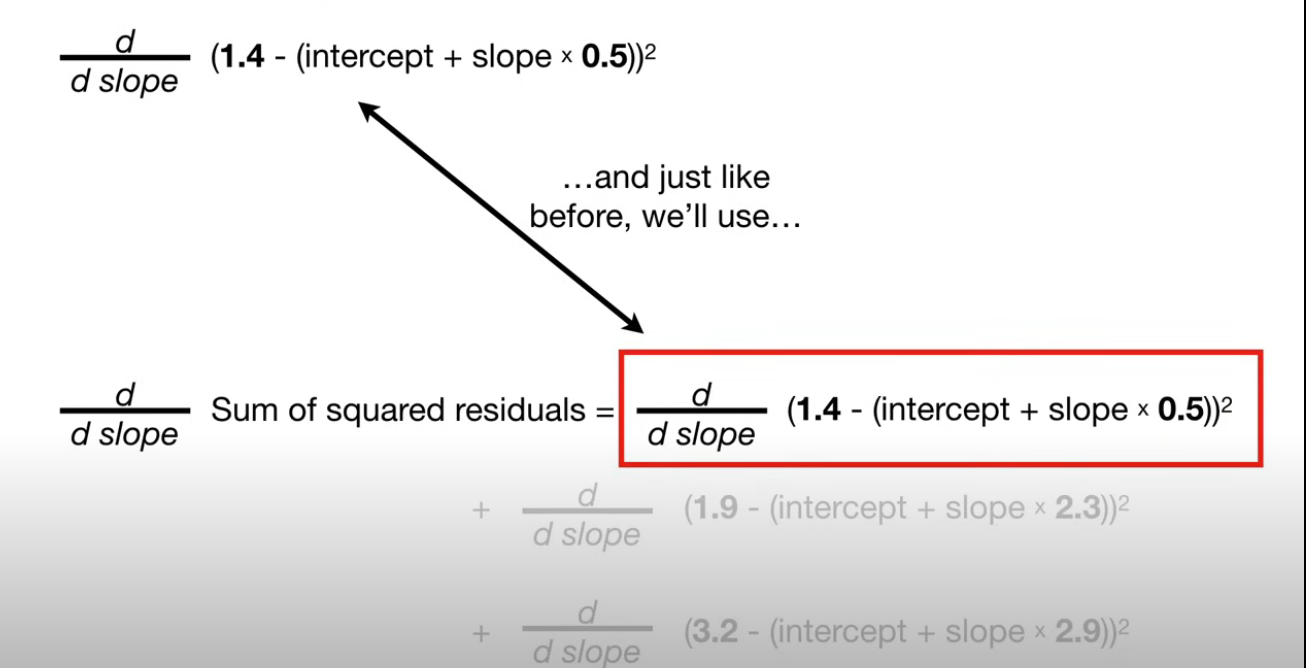 d
d slope (1.4 - (intercept + slope × 0.5))²
…and just like
before, we'll use…
d
d slope Sum of squared residuals = d
d slope (1.4 - (intercept + slope × 0.5))²
+ d
d slope (1.9 - (intercept + slope × 2.3))²
+ d
d slope (3.2 - (intercept + slope × 2.9))²